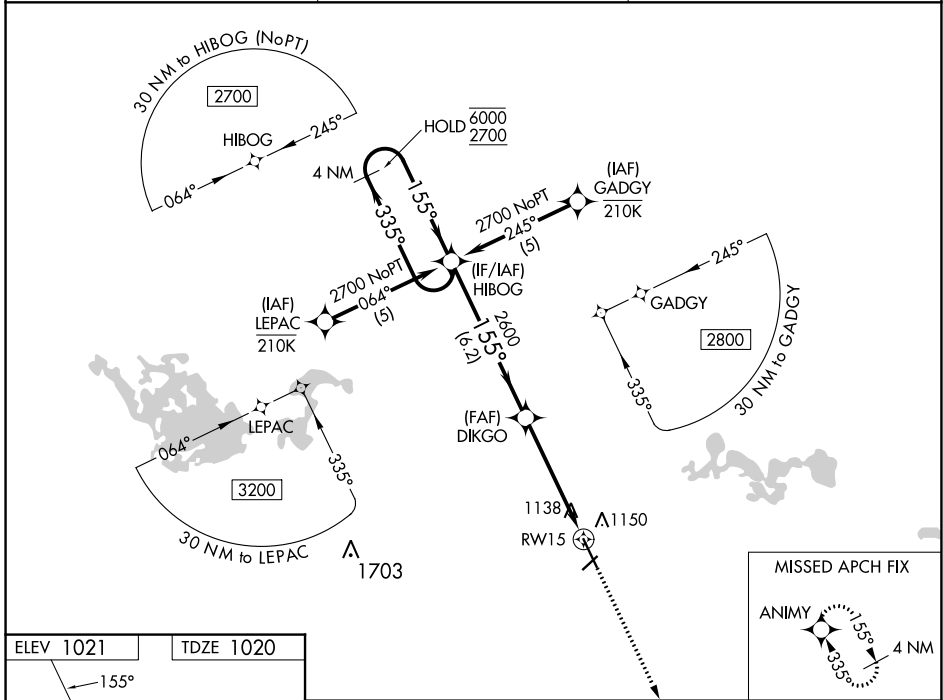 30 NM to HIBOG (NoPT)
2700
HIBOG
245°
064°
HOLD 6000
2700
4 NM
155°
335°
(IAF)
GADGY
210K
2700 NoPT
245°
(5)
(IF/IAF)
HIBOG
2700 NoPT
064°
(5)
(IAF)
LEPAC
210K
245°
GADGY
2800
335°
30 NM to GADGY
2600
155°
(6.2)
(FAF)
DIKGO
LEPAC
064°
335°
3200
30 NM to LEPAC
1703
1138
1150
RW15
MISSED APCH FIX
ANIMY
155°
335°
4 NM
ELEV 1021
TDZE 1020
155°